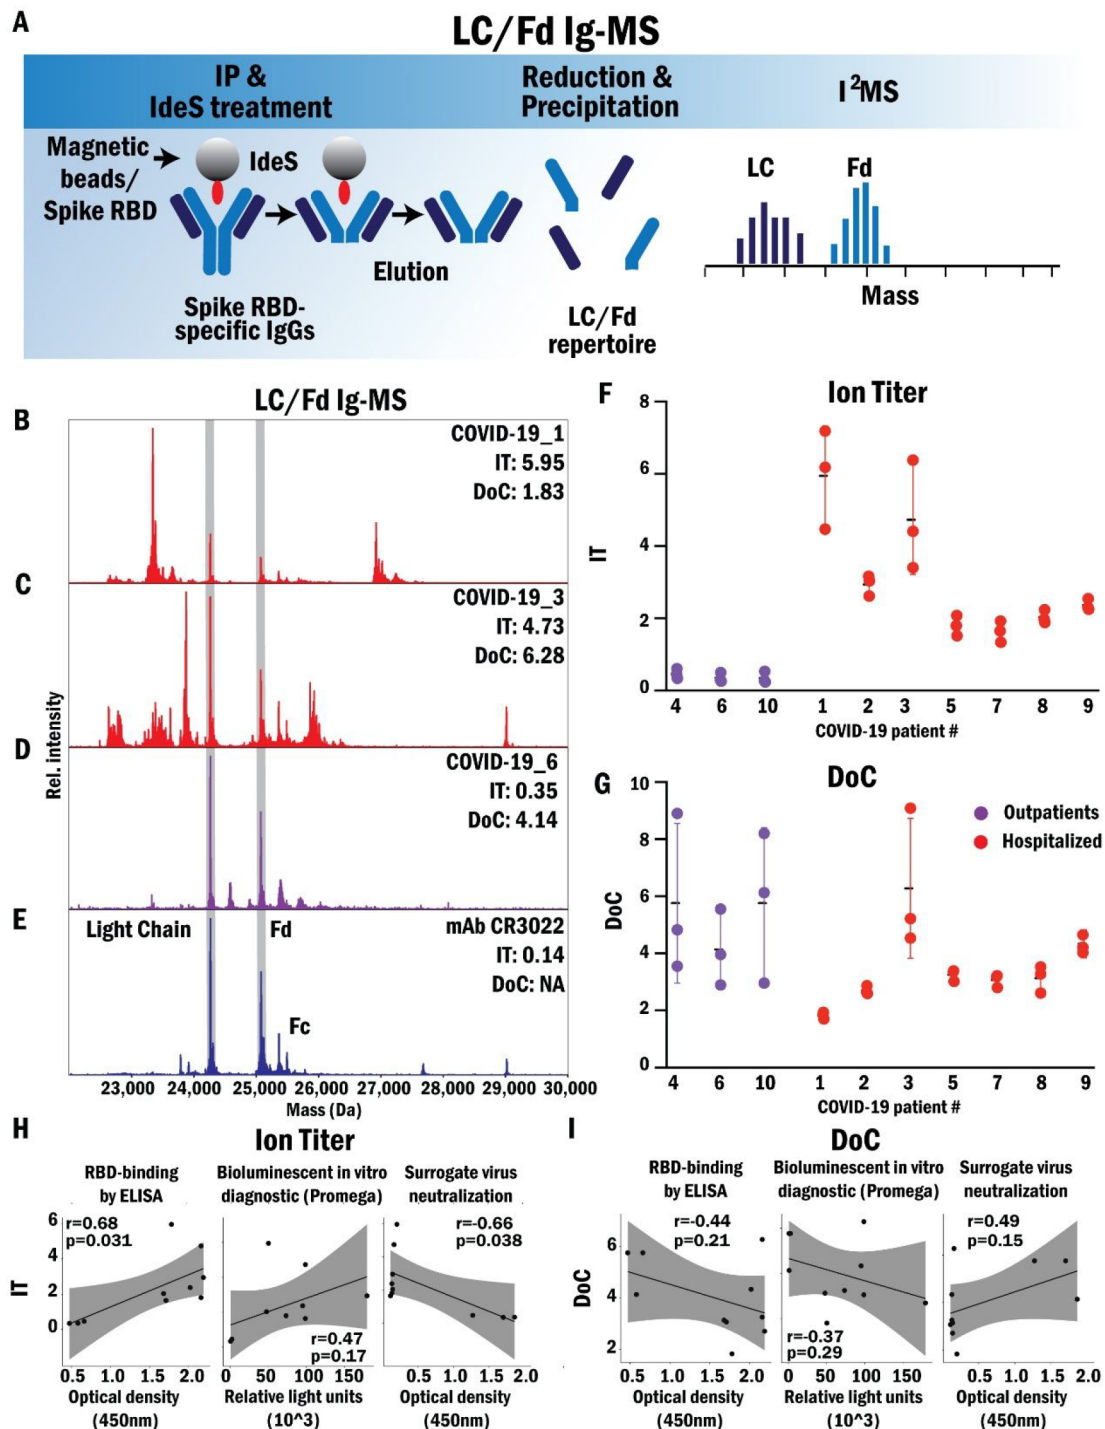 A
LC/Fd Ig-MS
IP &
IdeS treatment
Reduction &
Precipitation
I²MS
Magnetic
beads/
Spike RBD
IdeS
Elution
Spike RBD-
specific IgGs
LC/Fd
repertoire
LC
Fd
Mass
LC/Fd Ig-MS
B
COVID-19_1
IT: 5.95
DoC: 1.83
C
COVID-19_3
IT: 4.73
DoC: 6.28
D
COVID-19_6
IT: 0.35
DoC: 4.14
E
Light Chain
Fd
Fc
mAb CR3022
IT: 0.14
DoC: NA
Rel. intensity
23,000 24,000 25,000 26,000 27,000 28,000 29,000 30,000
Mass (Da)
F
Ion Titer
8
6
4
2
0
IT
4 6 10 1 2 3 5 7 8 9
COVID-19 patient #
G
DoC
10
8
6
4
2
0
DoC
Outpatients
Hospitalized
4 6 10 1 2 3 5 7 8 9
COVID-19 patient #
H
Ion Titer
RBD-binding
by ELISA
Bioluminescent in vitro
diagnostic (Promega)
Surrogate virus
neutralization
6
4
2
0
IT
r=0.68
p=0.031
r=0.47
p=0.17
r=-0.66
p=0.038
0.5 1.0 1.5 2.0
0 50 100 150
0.5 1.0 1.5 2.0
Optical density
(450nm)
Relative light units
(10^3)
Optical density
(450nm)
I
DoC
RBD-binding
by ELISA
Bioluminescent in vitro
diagnostic (Promega)
Surrogate virus
neutralization
6
4
2
DoC
r=-0.44
p=0.21
r=-0.37
p=0.29
r=0.49
p=0.15
0.5 1.0 1.5 2.0
0 50 100 150
0.5 1.0 1.5 2.0
Optical density
(450nm)
Relative light units
(10^3)
Optical density
(450nm)